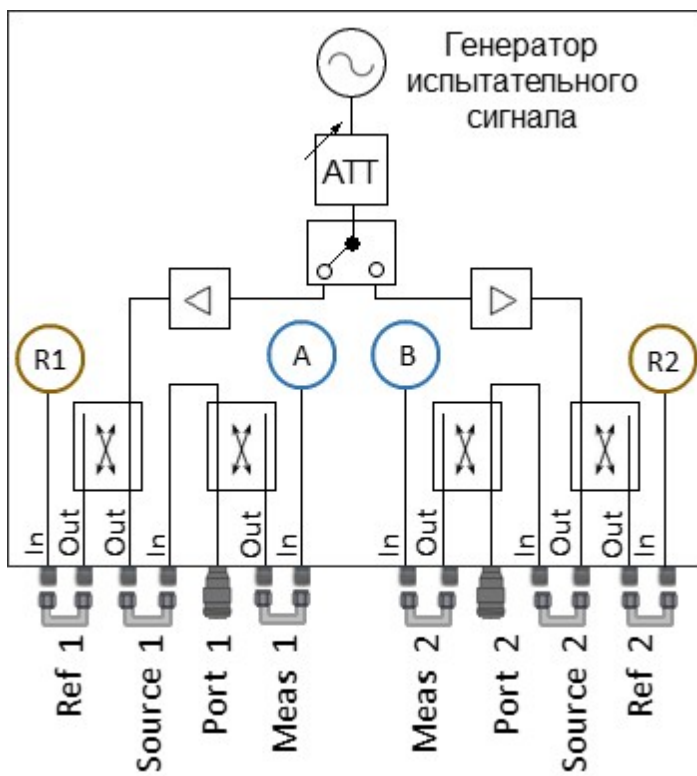 Генератор
испытательного
сигнала
АТТ
R1
A
B
R2
In
Out
Out
In
Out
In
In
Out
In
Out
Out
In
Ref 1
Source 1
Port 1
Meas 1
Meas 2
Port 2
Source 2
Ref 2